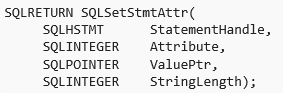 SQLRETURN SQLSetStmtAttr(
     SQLHSTMT      StatementHandle,
     SQLINTEGER    Attribute,
     SQLPOINTER    ValuePtr,
     SQLINTEGER    StringLength);